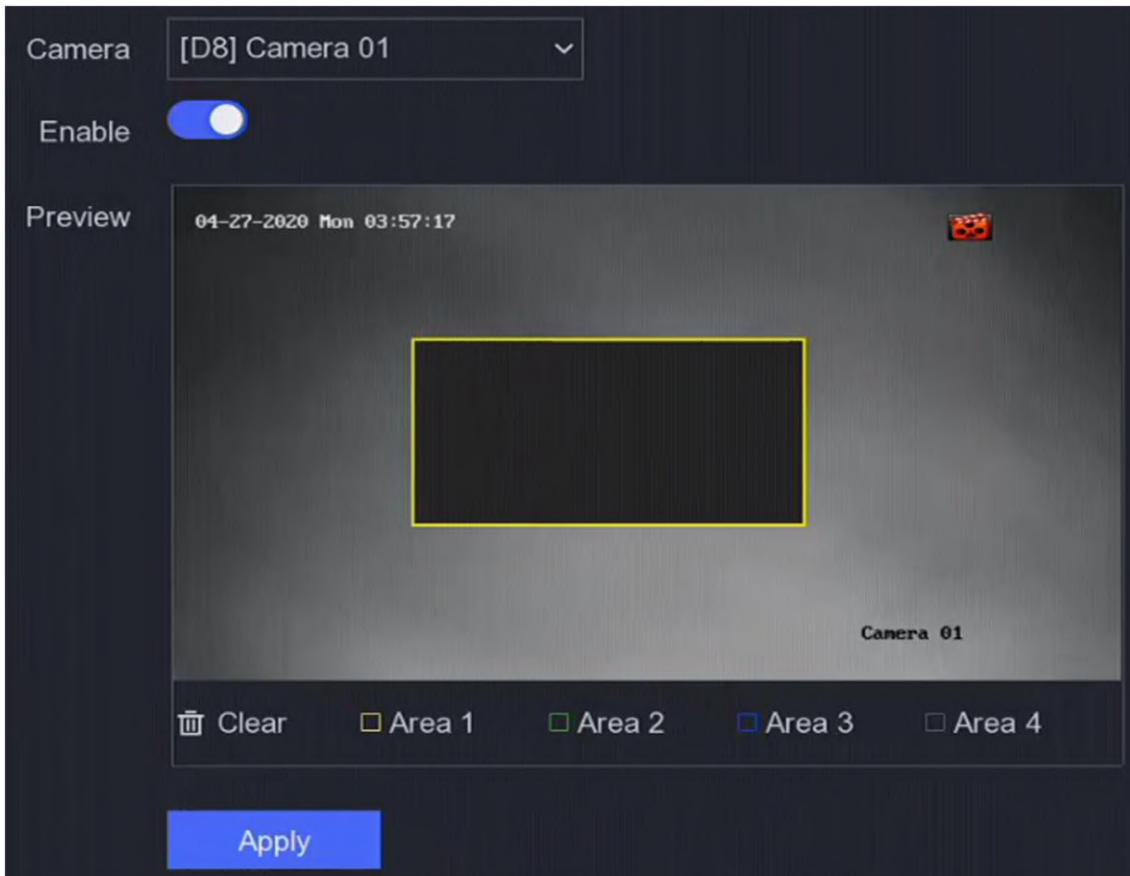 Camera [D8] Camera 01
Enable
Preview
04-27-2020 Mon 03:57:17
Camera 01
Clear Area 1 Area 2 Area 3 Area 4
Apply